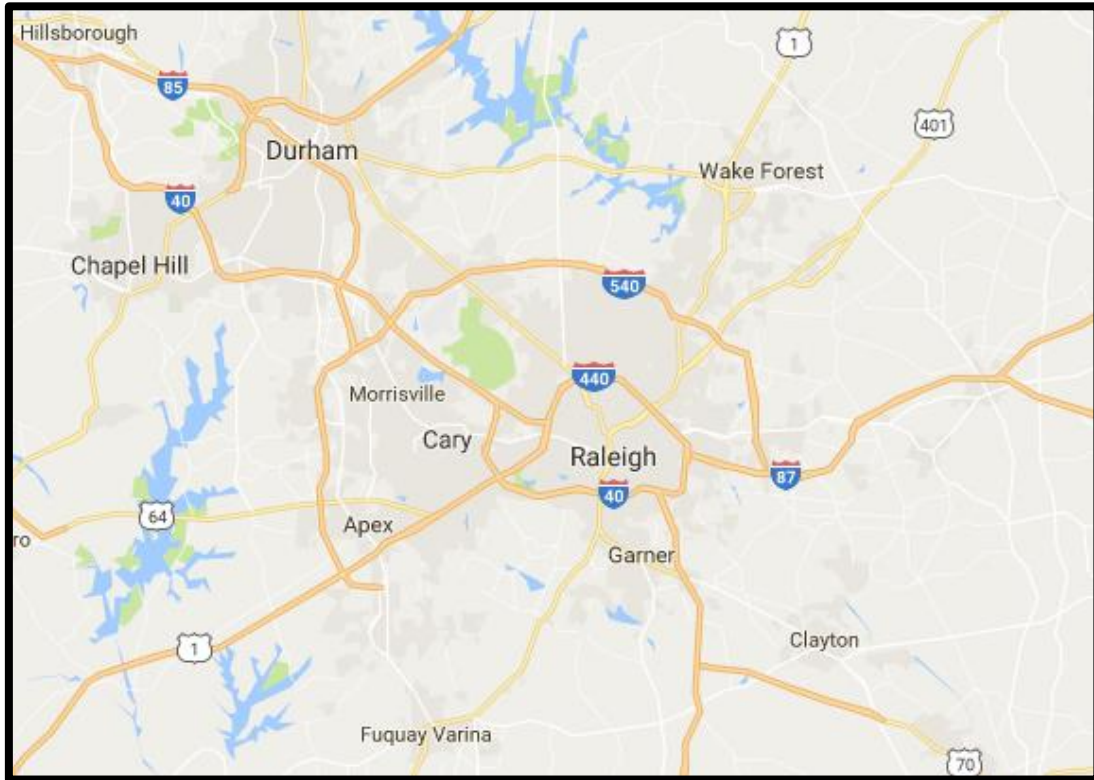 Hillsborough
1
85
401
Durham
Wake Forest
40
Chapel Hill
540
440
Morrisville
Cary
Raleigh
87
40
64
Apex
ro
Garner
1
Clayton
Fuquay Varina
70